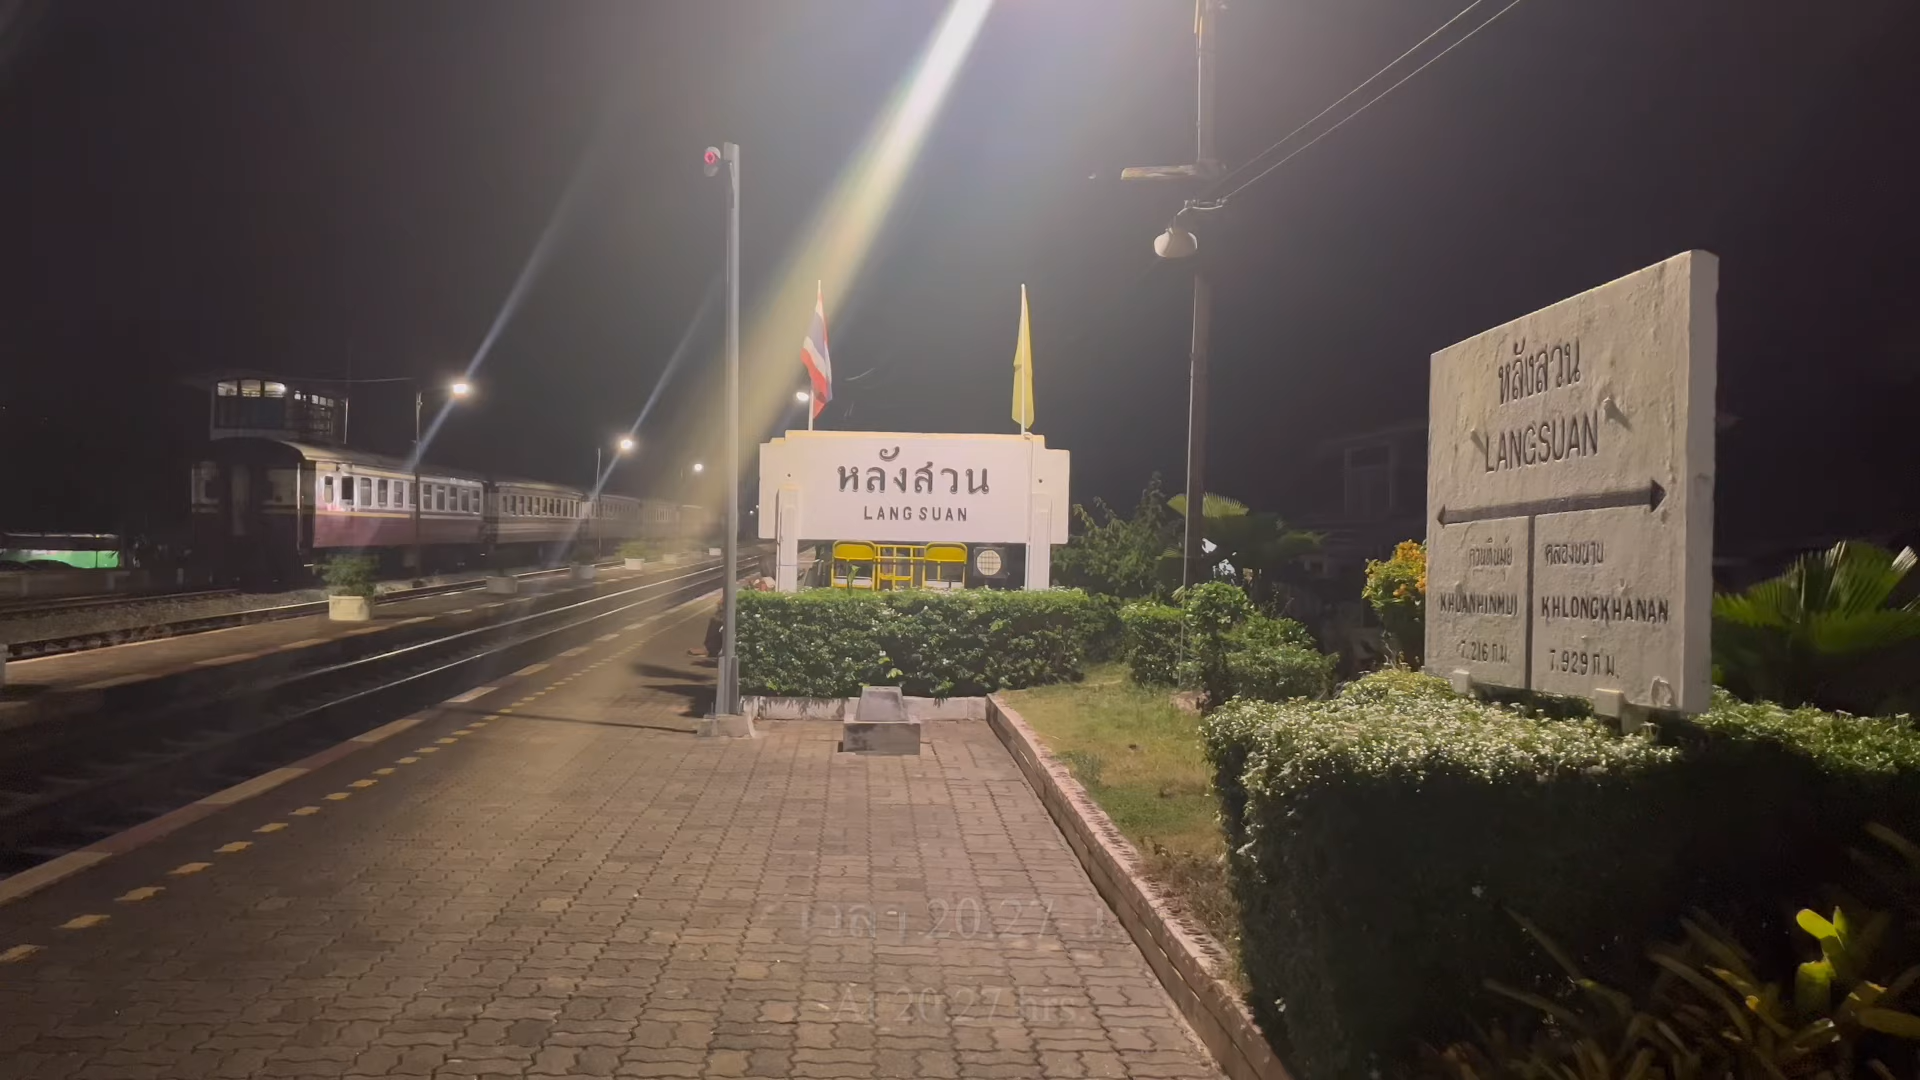 หลังสวน
LANGSUAN
หลังสวน
LANGSUAN
ควนหินมุ้ย
KHUANHINMUI
7.216 ก.ม.
คลองขนาน
KHLONGKHANAN
7.929 ก.ม.
เวลา 20.27 น.
At 20.27 hrs.